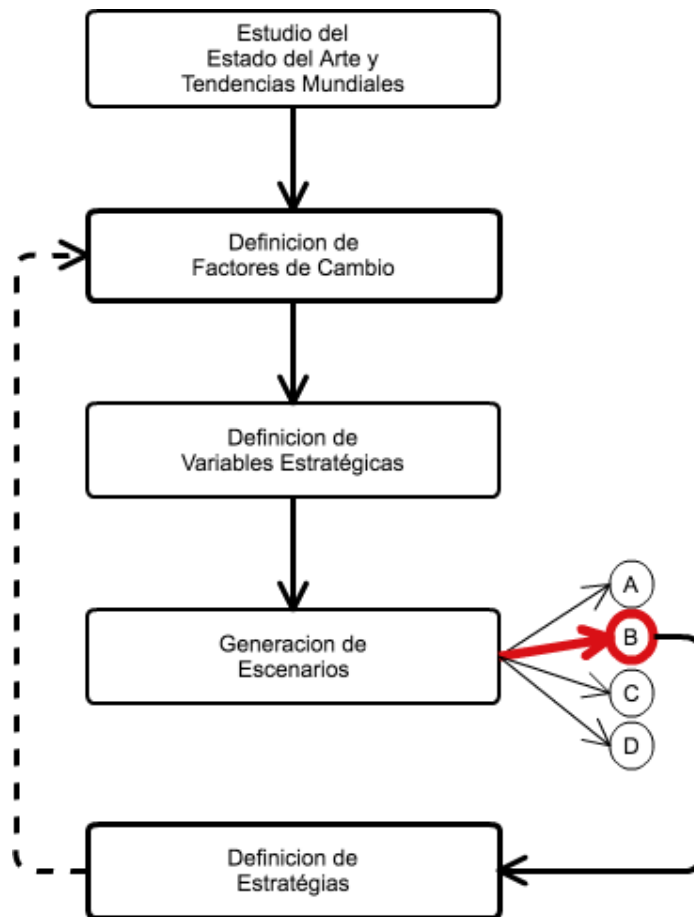 Estudio del
Estado del Arte y
Tendencias Mundiales
Definicion de
Factores de Cambio
Definicion de
Variables Estratégicas
Generacion de
Escenarios
A
B
C
D
Definicion de
Estratégias